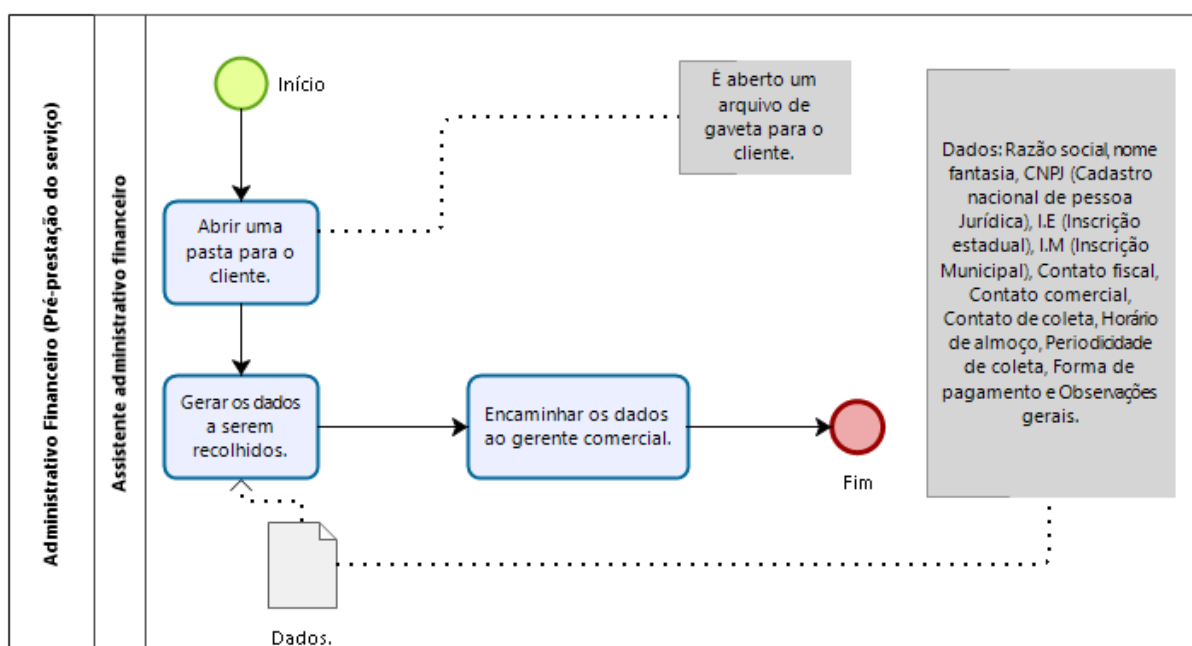 Administrativo Financeiro (Pré-prestação do serviço)
Assistente administrativo financeiro
Início
É aberto um
arquivo de
gaveta para o
cliente.
Abrir uma
pasta para o
cliente.
Gerar os dados
a serem
recolhidos.
Encaminhar os dados
ao gerente comercial.
Fim
Dados: Razão social, nome
fantasia, CNPJ (Cadastro
nacional de pessoa
Jurídica), I.E (Inscrição
estadual), I.M (Inscrição
Municipal), Contato fiscal,
Contato comercial,
Contato de coleta, Horário
de almoço, Periodicidade
de coleta, Forma de
pagamento e Observações
gerais.
Dados.